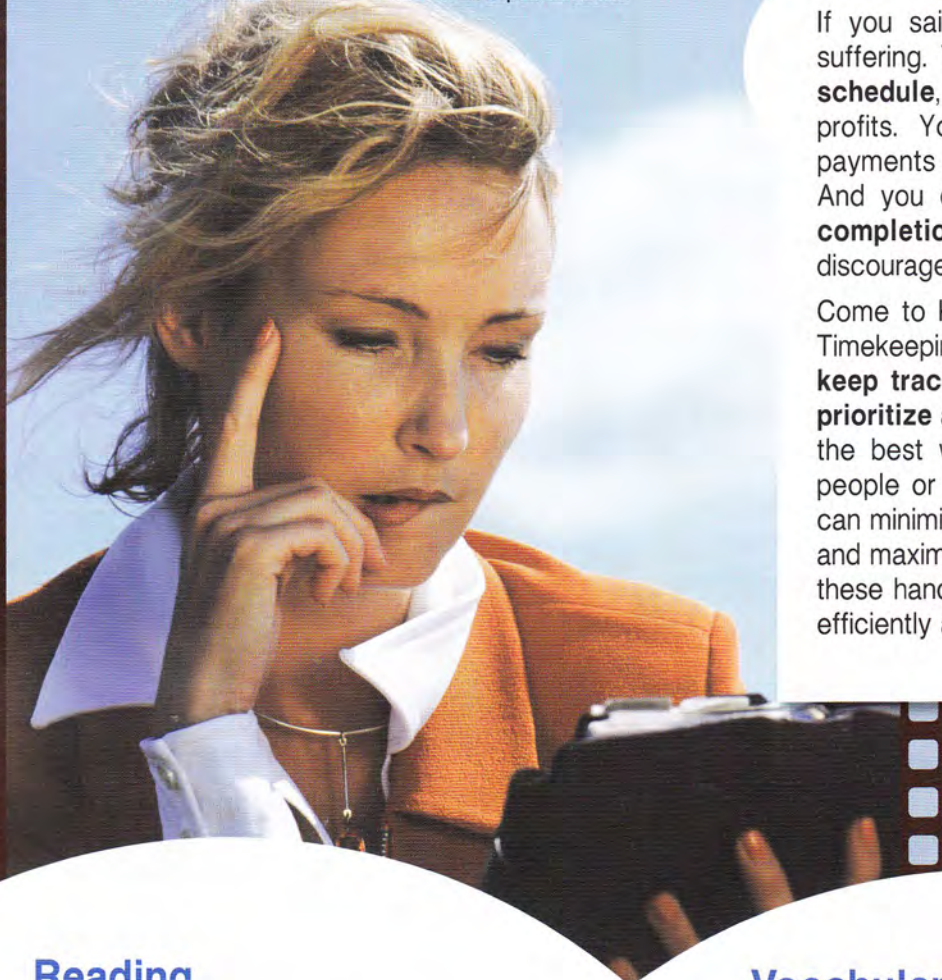 If you sai
suffering.
schedule,
profits. Yo
payments
And you
completio
discourage
Come to
Timekeepin
keep trac
prioritize
the best
people or
can minimi
and maxim
these hand
efficiently
Reading